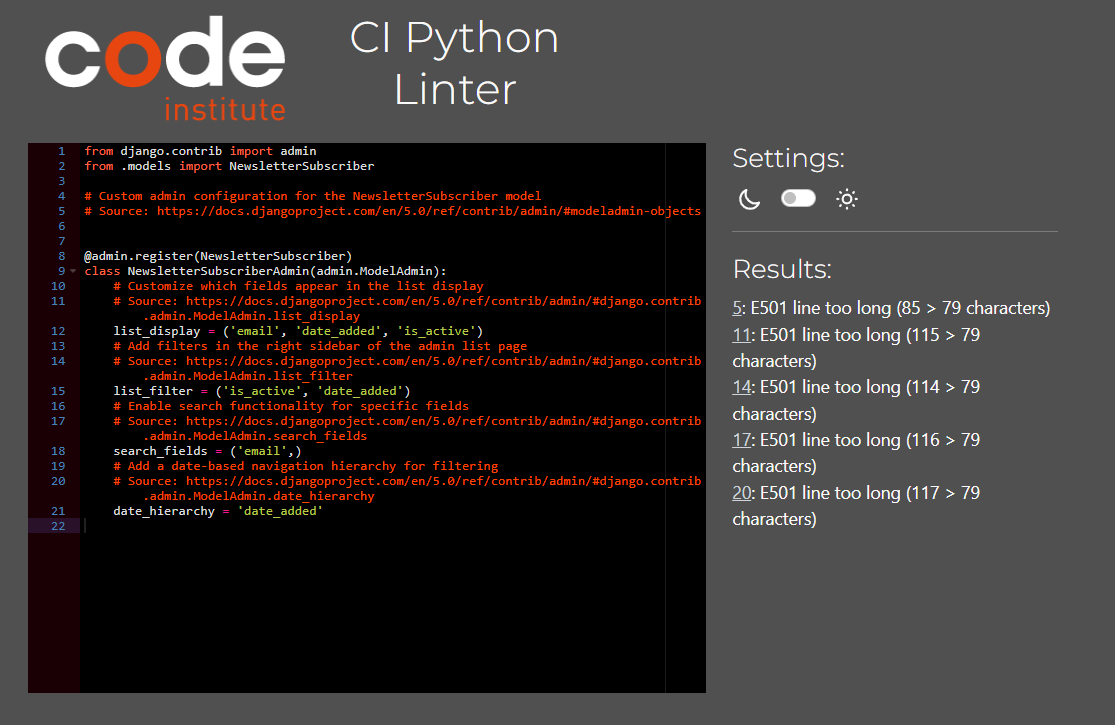 code
institute
CI Python
Linter
1 from django.contrib import admin
2 from .models import NewsletterSubscriber
3
4 # Custom admin configuration for the NewsletterSubscriber model
5 # Source: https://docs.djangoproject.com/en/5.0/ref/contrib/admin/#modeladmin-objects
6
7
8 @admin.register(NewsletterSubscriber)
9 class NewsletterSubscriberAdmin(admin.ModelAdmin):
10     # Customize which fields appear in the list display
11     # Source: https://docs.djangoproject.com/en/5.0/ref/contrib/admin/#django.contrib
.admin.ModelAdmin.list_display
12     list_display = ('email', 'date_added', 'is_active')
13     # Add filters in the right sidebar of the admin list page
14     # Source: https://docs.djangoproject.com/en/5.0/ref/contrib/admin/#django.contrib
.admin.ModelAdmin.list_filter
15     list_filter = ('is_active', 'date_added')
16     # Enable search functionality for specific fields
17     # Source: https://docs.djangoproject.com/en/5.0/ref/contrib/admin/#django.contrib
.admin.ModelAdmin.search_fields
18     search_fields = ('email',)
19     # Add a date-based navigation hierarchy for filtering
20     # Source: https://docs.djangoproject.com/en/5.0/ref/contrib/admin/#django.contrib
.admin.ModelAdmin.date_hierarchy
21     date_hierarchy = 'date_added'
22
Settings:
Results:
5: E501 line too long (85 > 79 characters)
11: E501 line too long (115 > 79
characters)
14: E501 line too long (114 > 79
characters)
17: E501 line too long (116 > 79
characters)
20: E501 line too long (117 > 79
characters)